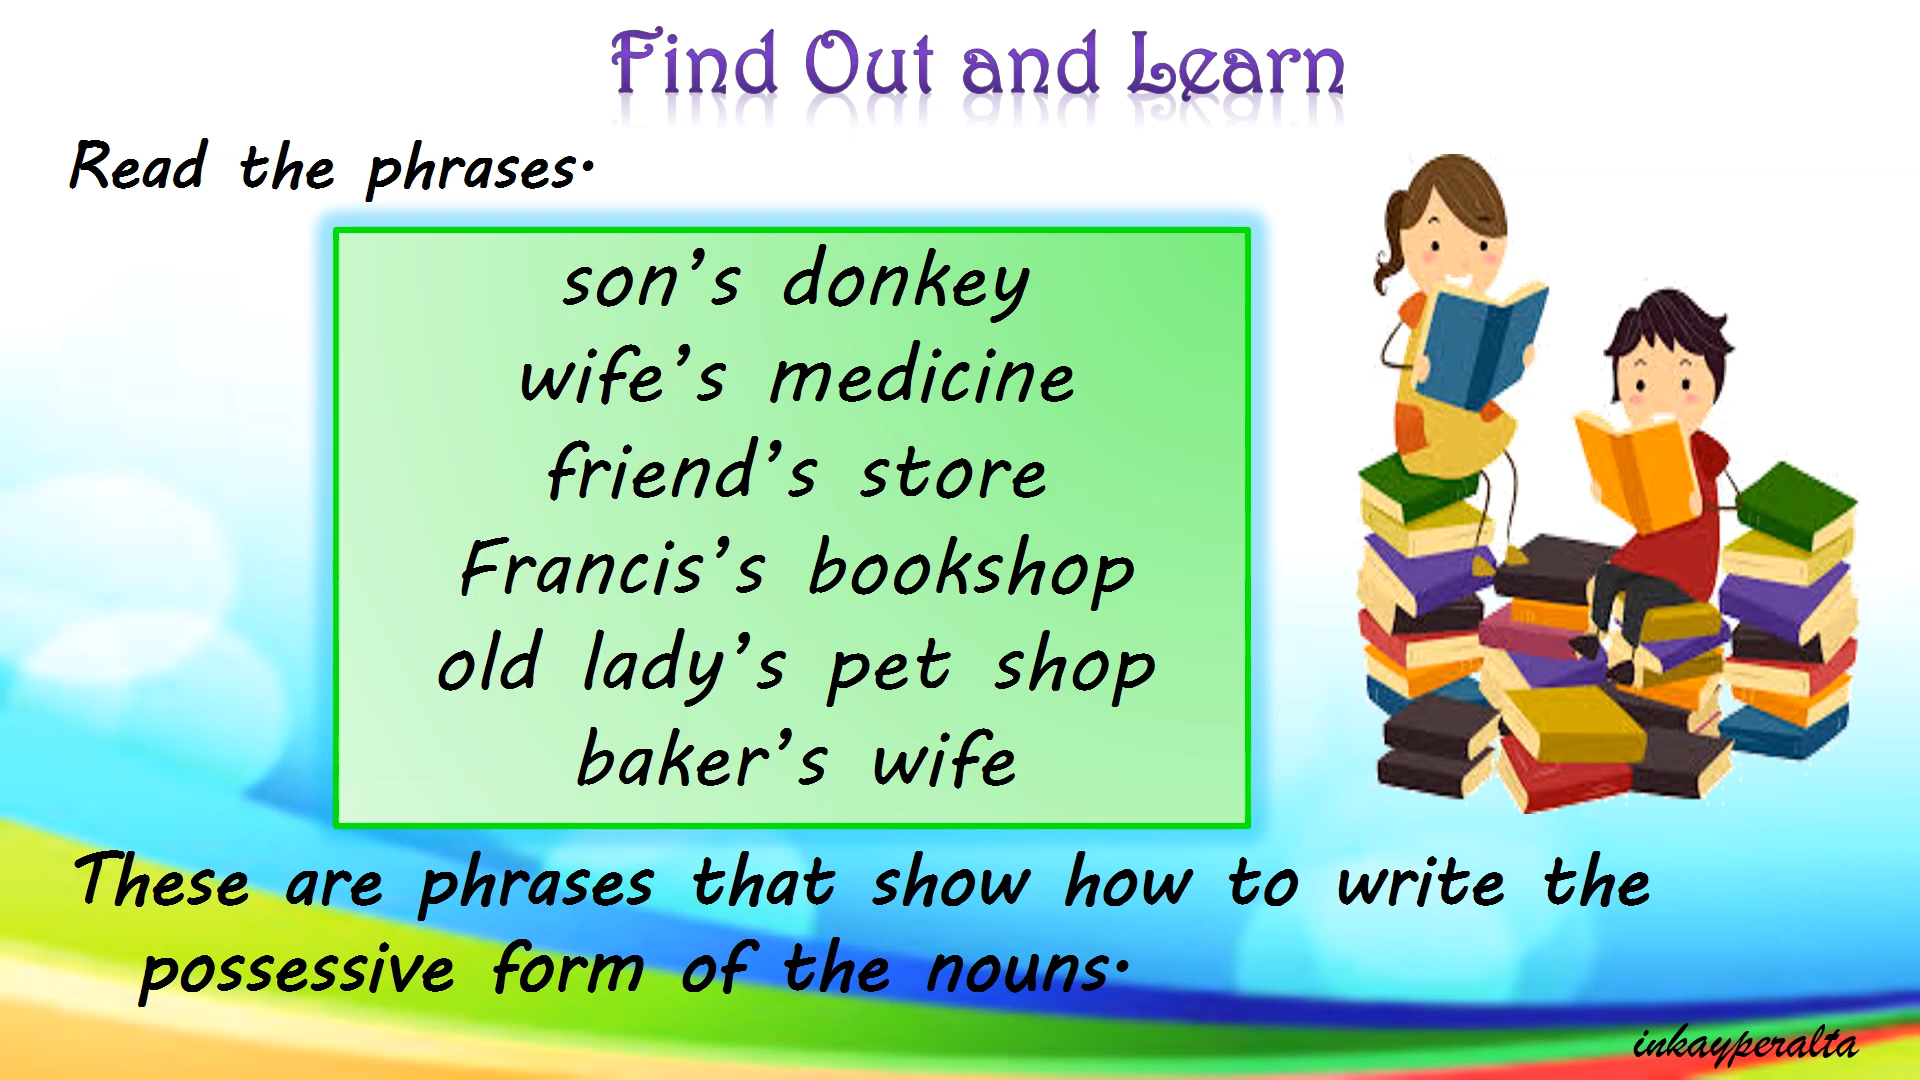 Find Out and Learn
Read the phrases.
son’s donkey
wife’s medicine
friend’s store
Francis’s bookshop
old lady’s pet shop
baker’s wife
These are phrases that show how to write the
possessive form of the nouns.
inkayperalta